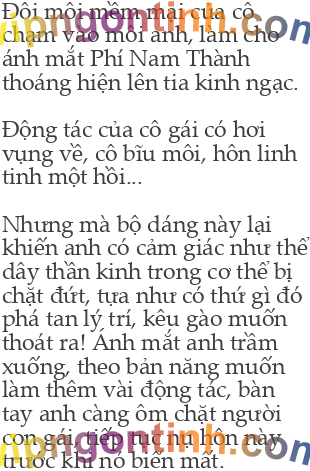 Đôi môi mềm mại của cô
chạm vào môi anh, làm cho
ánh mắt Phí Nam Thành
thoáng hiện lên tia kinh ngạc.
Động tác của cô gái có hơi
vụng về, cô bĩu môi, hôn linh
tinh một hồi...
Nhưng mà bộ dáng này lại
khiến anh có cảm giác như thể
dây thần kinh trong cơ thể bị
chặt đứt, tựa như có thứ gì đó
phá tan lý trí, kêu gào muốn
thoát ra! Ánh mắt anh trầm
xuống, theo bản năng muốn
làm thêm vài động tác, bàn
tay anh càng ôm chặt người
con gái, tiếp tục nụ hôn này
trước khi nó biến mất.
vipngontinh.com
vipngontinh.com